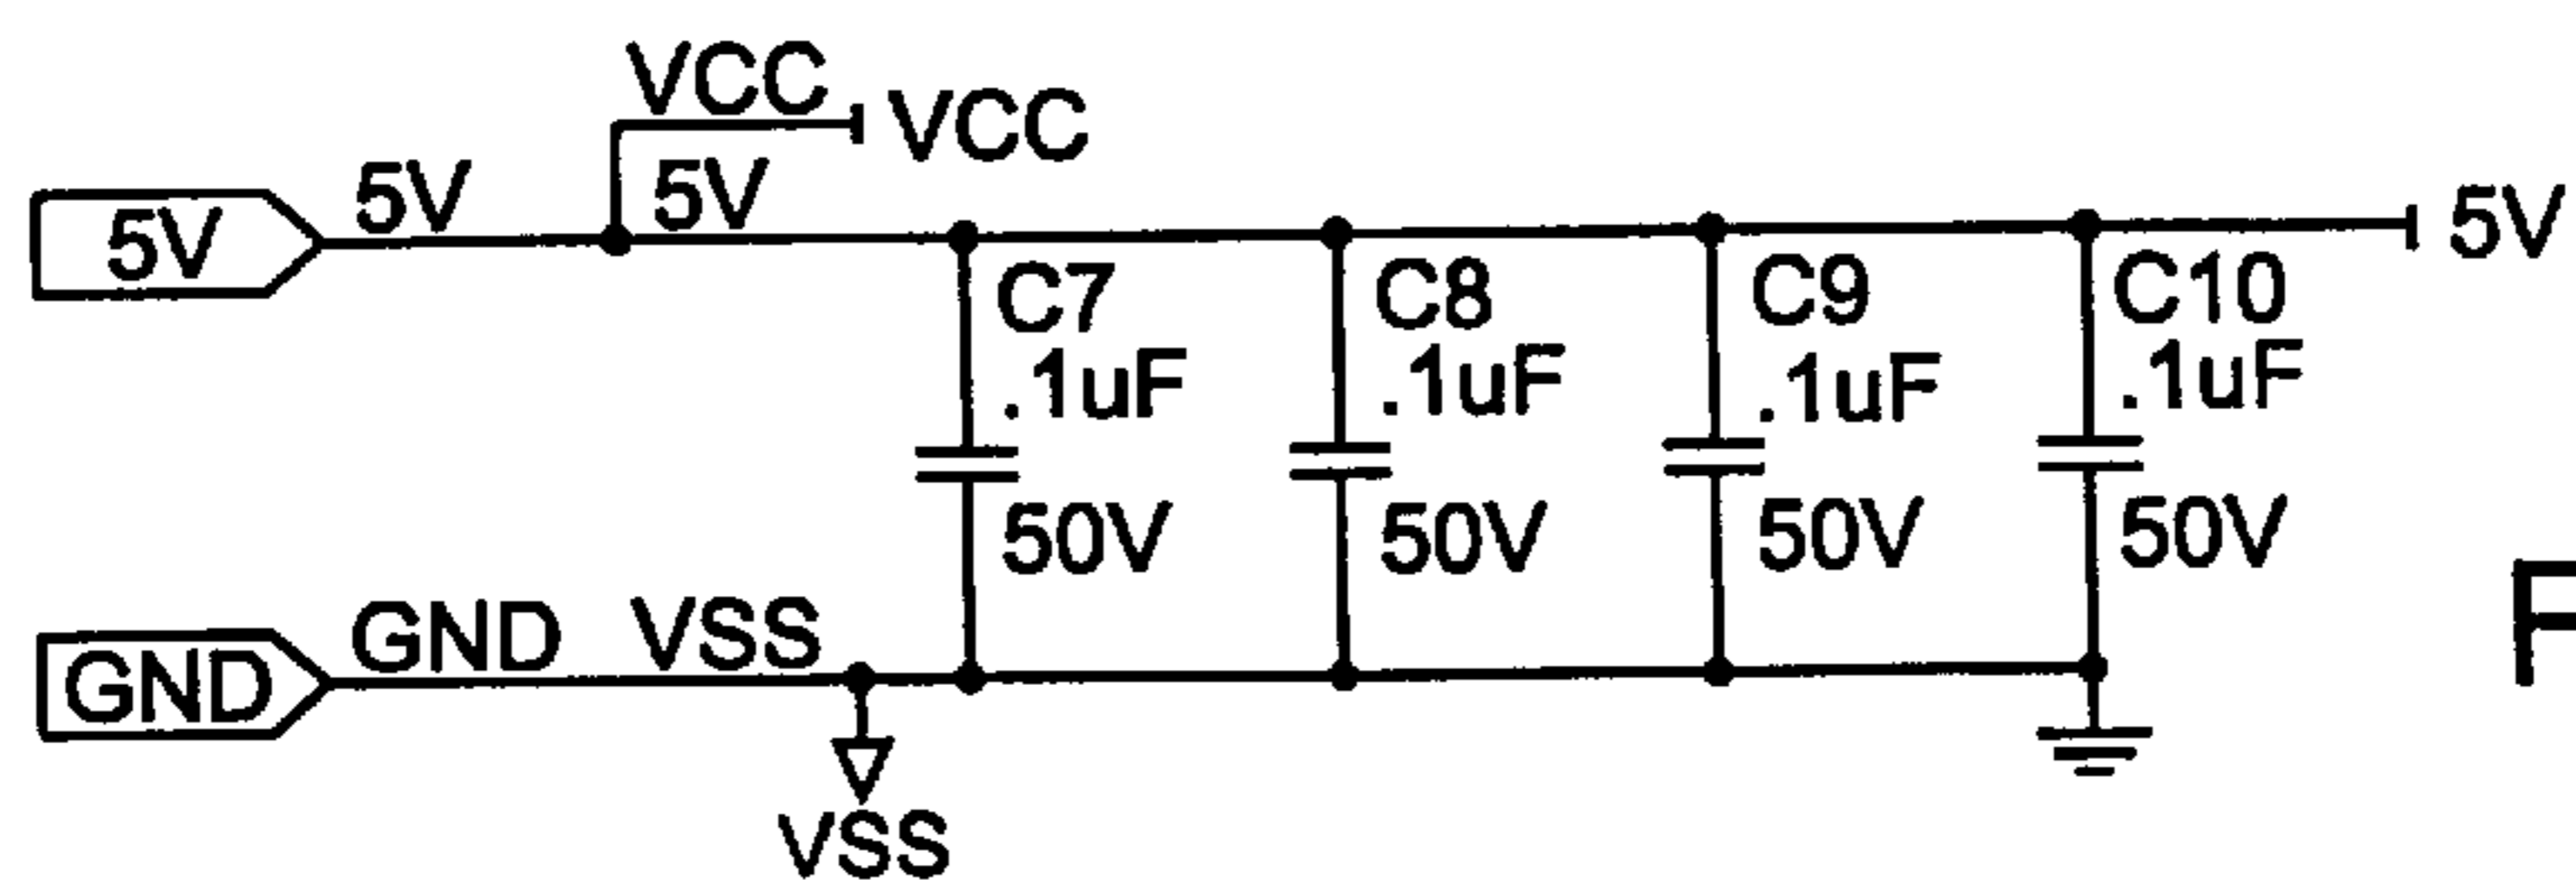 VCC
VCC
5V
5V
5V
5V
C7
.1uF
50V
C8
.1uF
50V
C9
.1uF
50V
C10
.1uF
50V
F
GND
GND
VSS
VSS